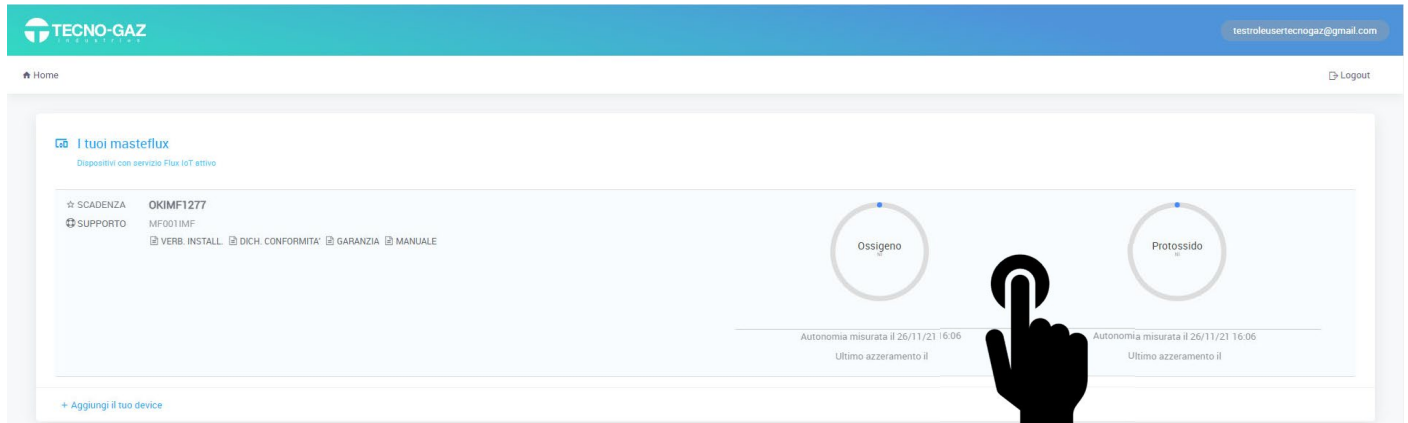 TECNO-GAZ
industries
testroleusertecnogaz@gmail.com
Home
Logout
I tuoi masteflux
Dispositivi con servizio Flux IoT attivo
SCADENZA OKIMF1277
SUPPORTO MF001IMF
VERB. INSTALL. DICH. CONFORMITA' GARANZIA MANUALE
Ossigeno
Protossido
Autonomia misurata il 26/11/21 16:06
Autonomia misurata il 26/11/21 16:06
Ultimo azzeramento il
Ultimo azzeramento il
+ Aggiungi il tuo device